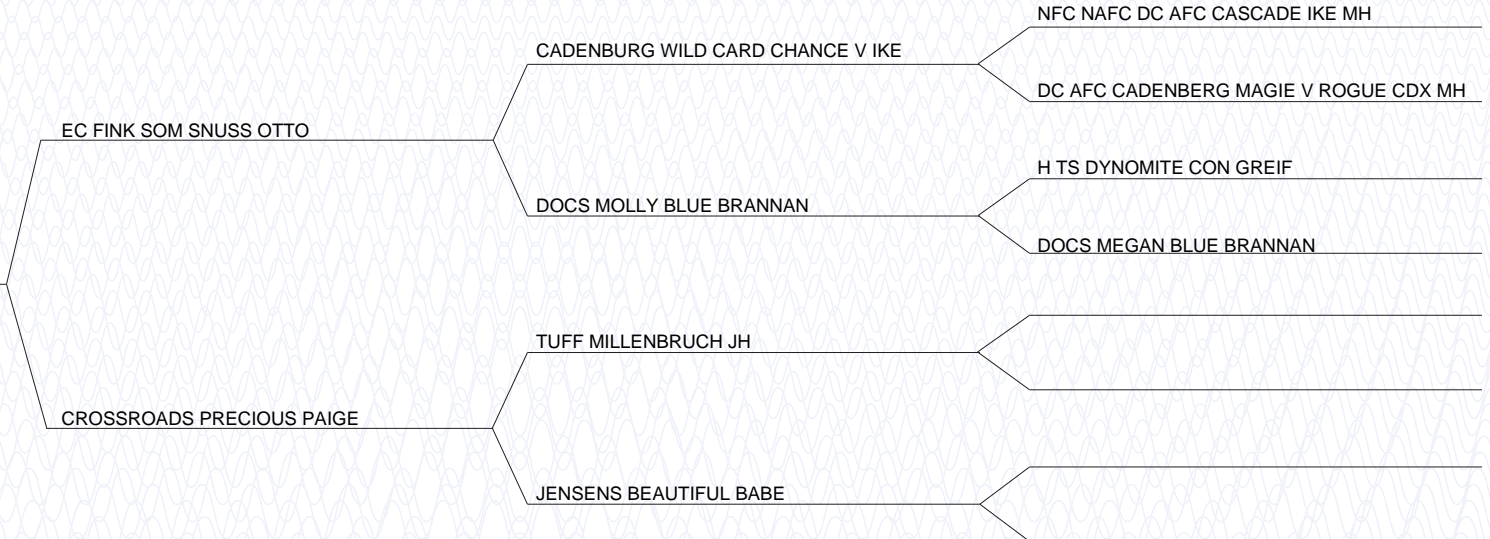 NFC NAFC DC AFC CASCADE IKE MH
CADENBURG WILD CARD CHANCE V IKE
DC AFC CADENBERG MAGIE V ROGUE CDX MH
EC FINK SOM SNUSS OTTO
H TS DYNOMITE CON GREIF
DOCS MOLLY BLUE BRANNAN
DOCS MEGAN BLUE BRANNAN
TUFF MILLENBRUCH JH
CROSSROADS PRECIOUS PAIGE
JENSENS BEAUTIFUL BABE